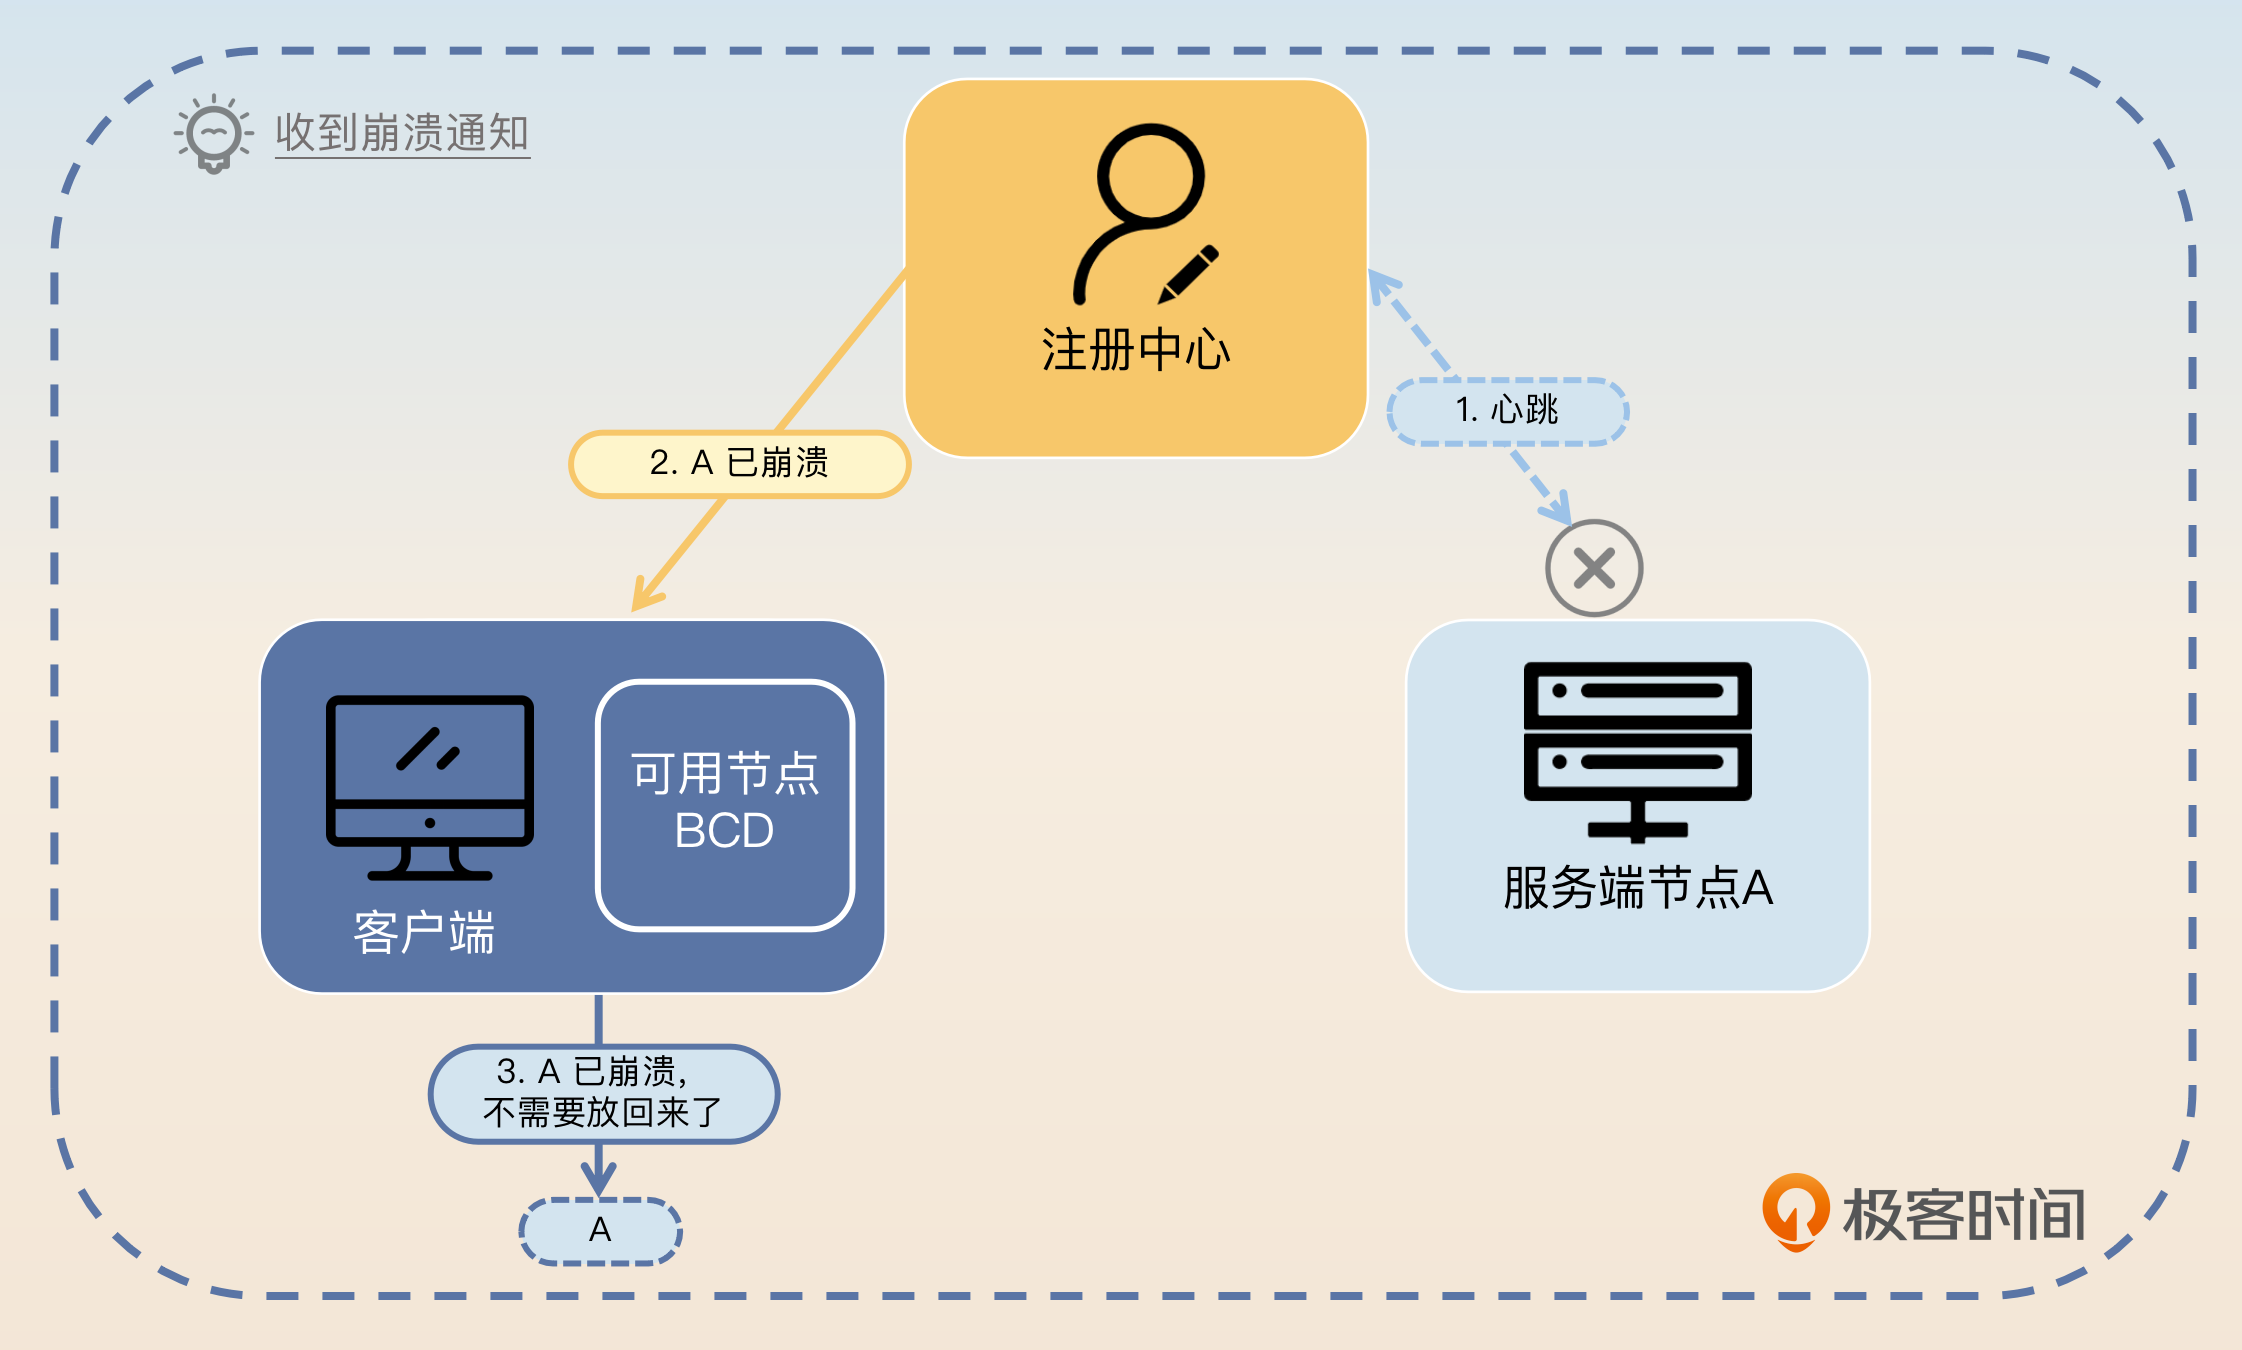 收到崩溃通知
注册中心
1. 心跳
2. A 已崩溃
可用节点
BCD
客户端
服务端节点A
3. A 已崩溃，
不需要放回来了
A
极客时间